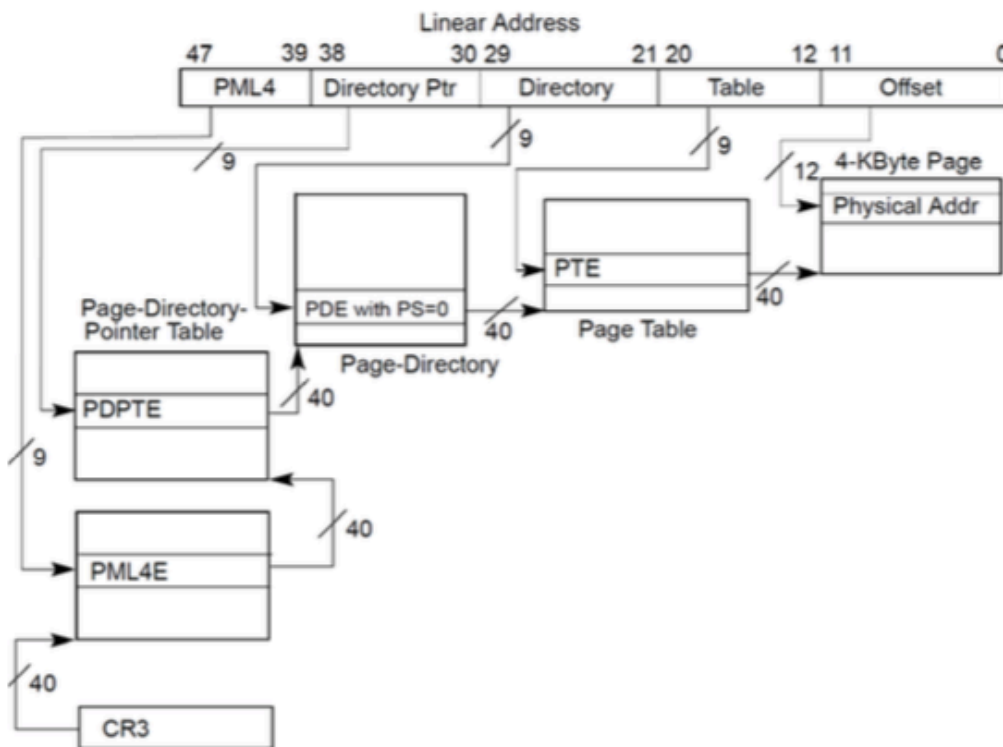 Linear Address
47 39 38 30 29 21 20 12 11 0
PML4 Directory Ptr Directory Table Offset
9 9 9
12 4-KByte Page
Physical Addr
PTE
40
PDE with PS=0
40
Page Table
Page-Directory-
Pointer Table
Page-Directory
40
PDPTE
9
40
PML4E
40
CR3